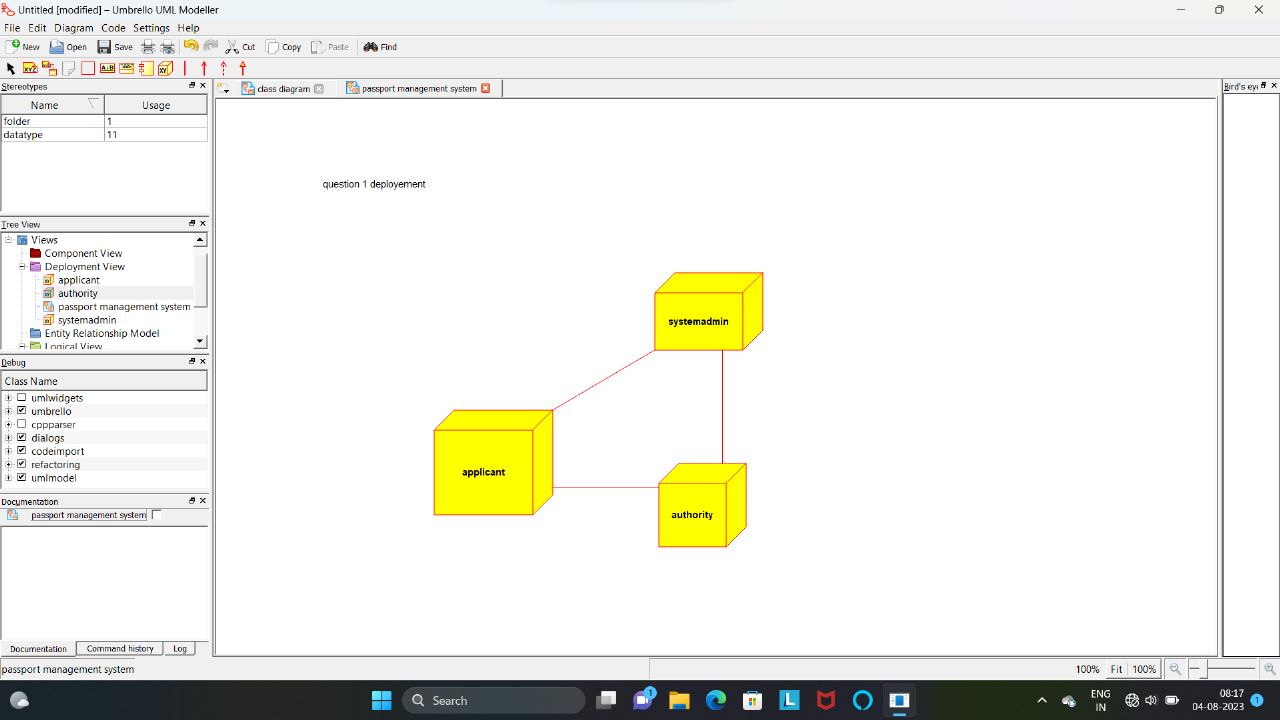 Untitled [modified] – Umbrello UML Modeller
File Edit Diagram Code Settings Help
New Open Save Cut Copy Paste Find
Stereotypes
Name Usage
folder 1
datatype 11
Tree View
Views
Component View
Deployment View
applicant
authority
passport management system
systemadmin
Entity Relationship Model
Logical View
Debug
Class Name
umlwidgets
umbrello
cppparser
dialogs
codeimport
refactoring
umlmodel
Documentation
passport management system
Documentation Command history Log
class diagram passport management system
question 1 deployement
systemadmin
applicant
authority
Bird's eye
passport management system
100% Fit 100%
Search
1
ENG
IN
08:17
04-08-2023
1